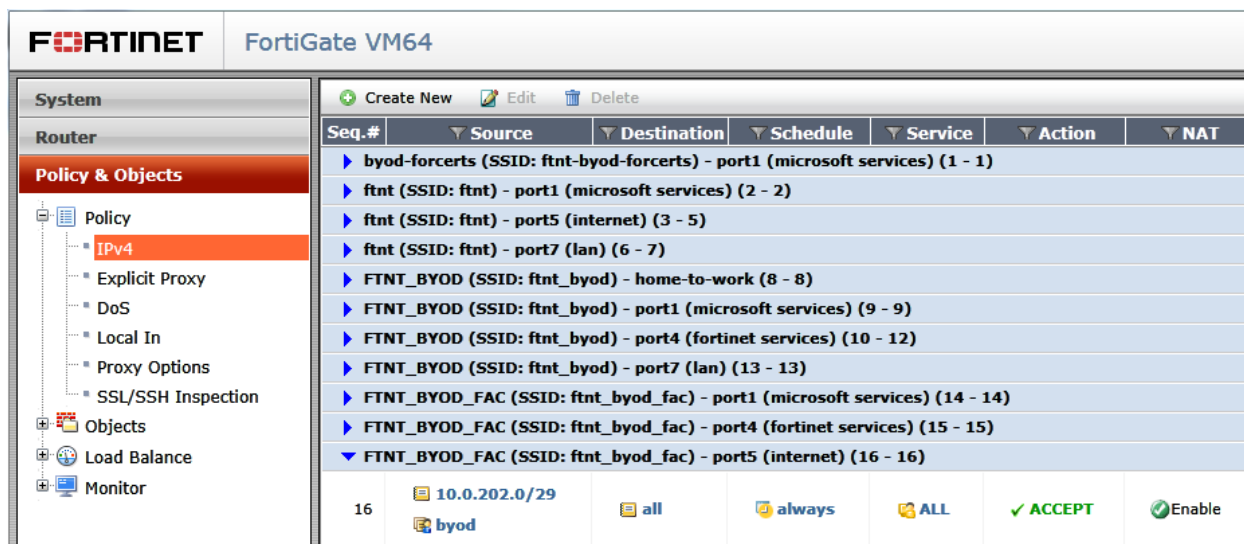 FORTINET FortiGate VM64
System
Router
Policy & Objects
Policy
IPv4
Explicit Proxy
DoS
Local In
Proxy Options
SSL/SSH Inspection
Objects
Load Balance
Monitor
Create New Edit Delete
Seq.# Source Destination Schedule Service Action NAT
byod-forcerts (SSID: ftnt-byod-forcerts) - port1 (microsoft services) (1 - 1)
ftnt (SSID: ftnt) - port1 (microsoft services) (2 - 2)
ftnt (SSID: ftnt) - port5 (internet) (3 - 5)
ftnt (SSID: ftnt) - port7 (lan) (6 - 7)
FTNT_BYOD (SSID: ftnt_byod) - home-to-work (8 - 8)
FTNT_BYOD (SSID: ftnt_byod) - port1 (microsoft services) (9 - 9)
FTNT_BYOD (SSID: ftnt_byod) - port4 (fortinet services) (10 - 12)
FTNT_BYOD (SSID: ftnt_byod) - port7 (lan) (13 - 13)
FTNT_BYOD_FAC (SSID: ftnt_byod_fac) - port1 (microsoft services) (14 - 14)
FTNT_BYOD_FAC (SSID: ftnt_byod_fac) - port4 (fortinet services) (15 - 15)
FTNT_BYOD_FAC (SSID: ftnt_byod_fac) - port5 (internet) (16 - 16)
16 10.0.202.0/29 all always ALL ACCEPT Enable
byod